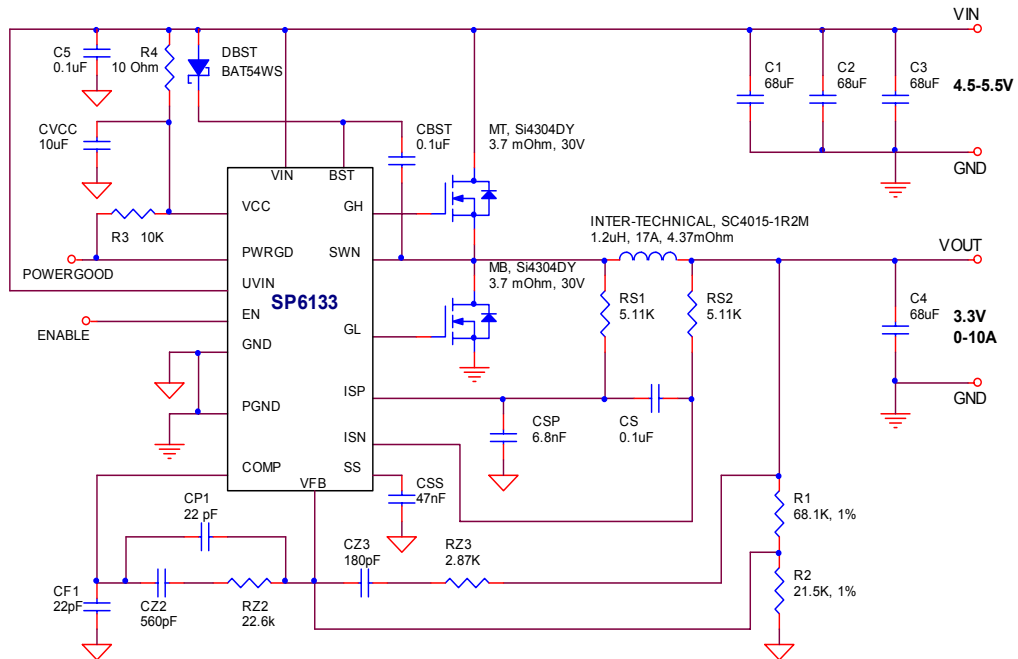 VIN
C5
0.1uF
R4
10 Ohm
DBST
BAT54WS
C1
68uF
C2
68uF
C3
68uF
4.5-5.5V
CVCC
10uF
CBST
0.1uF
MT, Si4304DY
3.7 mOhm, 30V
GND
VIN
BST
VCC
GH
R3 10K
INTER-TECHNICAL, SC4015-1R2M
1.2uH, 17A, 4.37mOhm
PWRGD
SWN
VOUT
POWERGOOD
UVIN
MB, Si4304DY
3.7 mOhm, 30V
SP6133
RS1
5.11K
RS2
5.11K
C4
68uF
3.3V
0-10A
EN
ENABLE
GL
GND
ISP
GND
PGND
CSP
6.8nF
CS
0.1uF
ISN
COMP
SS
VFB
CSS
47nF
CP1
22 pF
R1
68.1K, 1%
CZ3
180pF
RZ3
2.87K
CF1
22pF
CZ2
560pF
RZ2
22.6k
R2
21.5K, 1%